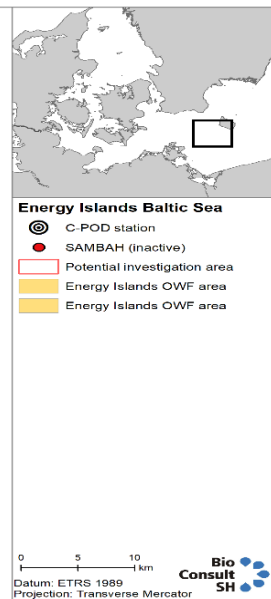 Energy Islands Baltic Sea
C-POD station
SAMBAH (inactive)
Potential investigation area
Energy Islands OWF area
Energy Islands OWF area
0 5 10
km
Bio
Consult
SH
Datum: ETRS 1989
Projection: Transverse Mercator